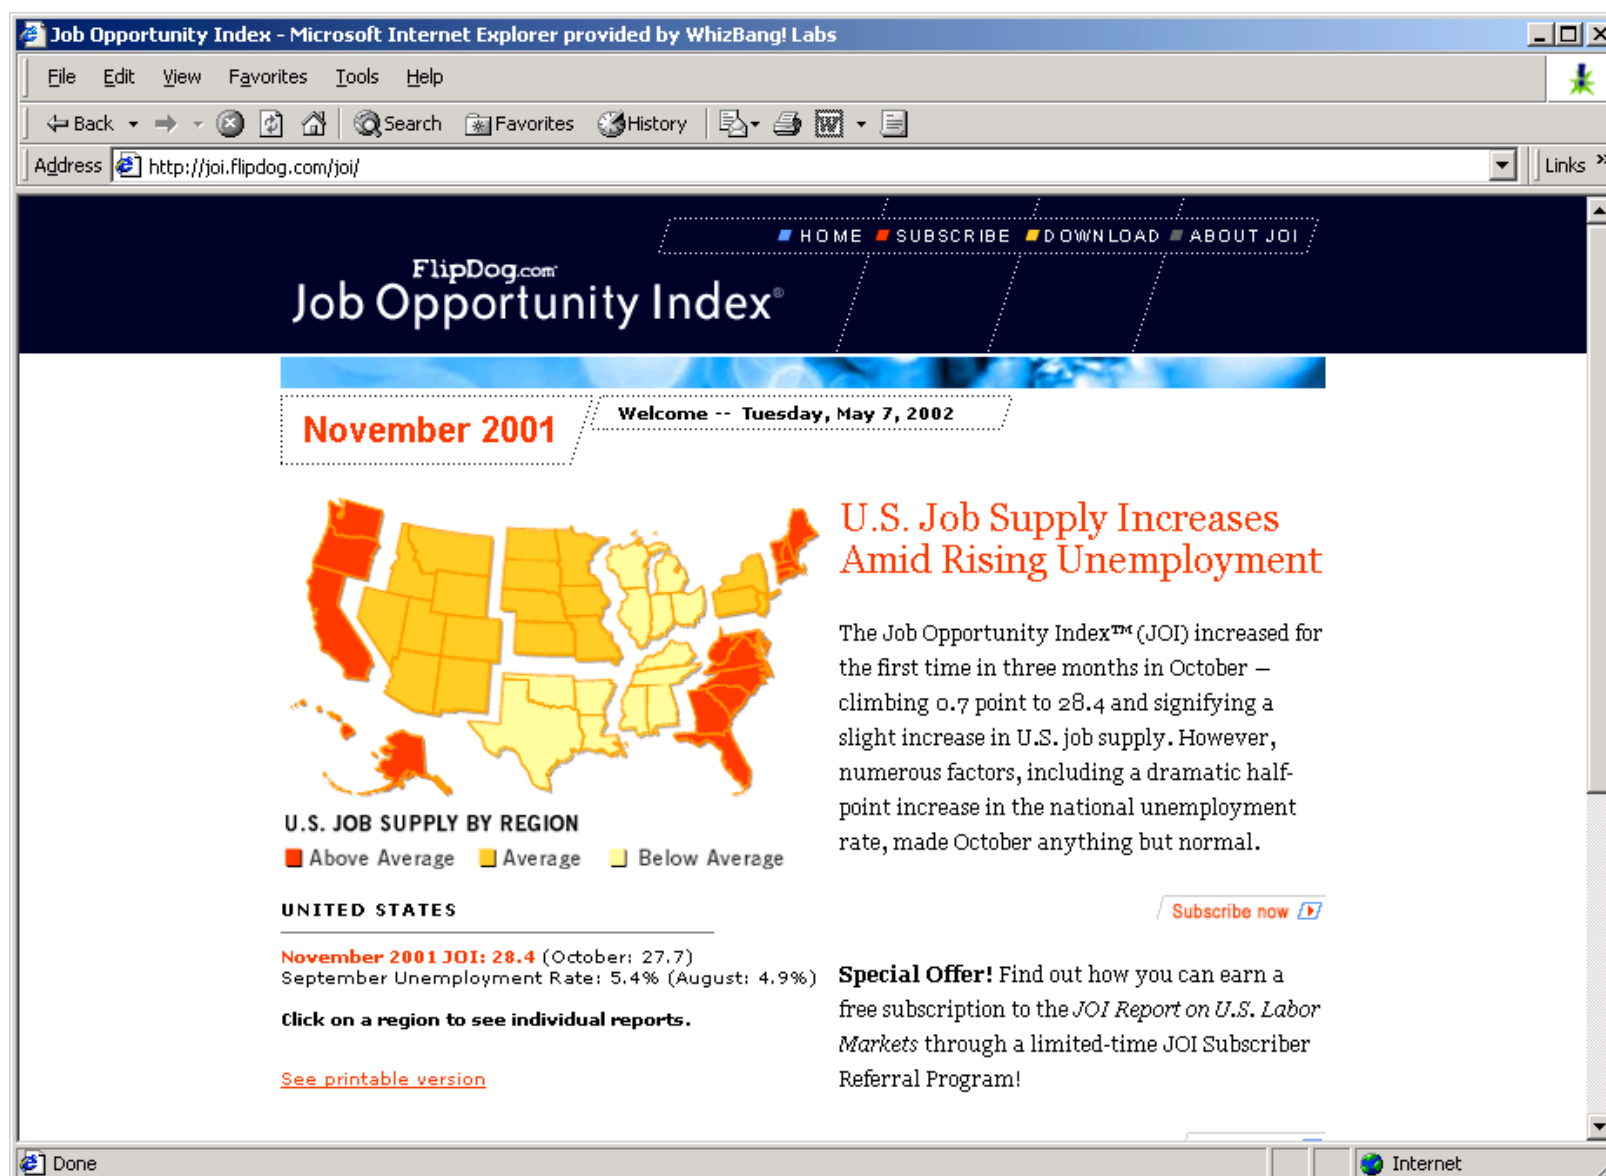 Job Opportunity Index - Microsoft Internet Explorer provided by WhizBang! Labs
File Edit View Favorites Tools Help
Back Search Favorites History
Address http://joi.flipdog.com/joi/ Links »
HOME SUBSCRIBE DOWNLOAD ABOUT JOI
FlipDog.com
Job Opportunity Index®
November 2001
Welcome -- Tuesday, May 7, 2002
U.S. Job Supply Increases
Amid Rising Unemployment
The Job Opportunity Index™ (JOI) increased for
the first time in three months in October –
climbing 0.7 point to 28.4 and signifying a
slight increase in U.S. job supply. However,
numerous factors, including a dramatic half-
point increase in the national unemployment
rate, made October anything but normal.
Subscribe now
Special Offer! Find out how you can earn a
free subscription to the JOI Report on U.S. Labor
Markets through a limited-time JOI Subscriber
Referral Program!
U.S. JOB SUPPLY BY REGION
Above Average Average Below Average
UNITED STATES
November 2001 JOI: 28.4 (October: 27.7)
September Unemployment Rate: 5.4% (August: 4.9%)
Click on a region to see individual reports.
See printable version
Done Internet